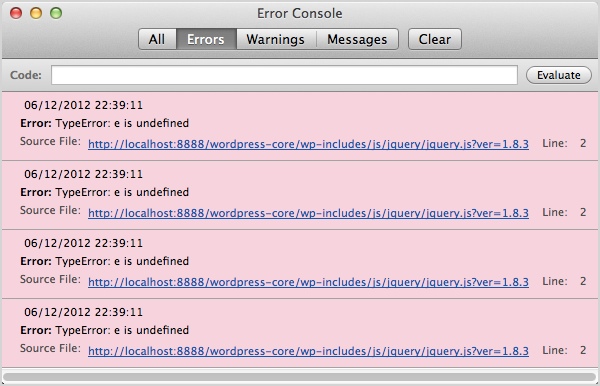 Error Console
All Errors Warnings Messages Clear
Code: Evaluate
06/12/2012 22:39:11
Error: TypeError: e is undefined
Source File: http://localhost:8888/wordpress-core/wp-includes/js/jquery/jquery.js?ver=1.8.3 Line: 2
06/12/2012 22:39:11
Error: TypeError: e is undefined
Source File: http://localhost:8888/wordpress-core/wp-includes/js/jquery/jquery.js?ver=1.8.3 Line: 2
06/12/2012 22:39:11
Error: TypeError: e is undefined
Source File: http://localhost:8888/wordpress-core/wp-includes/js/jquery/jquery.js?ver=1.8.3 Line: 2
06/12/2012 22:39:11
Error: TypeError: e is undefined
Source File: http://localhost:8888/wordpress-core/wp-includes/js/jquery/jquery.js?ver=1.8.3 Line: 2